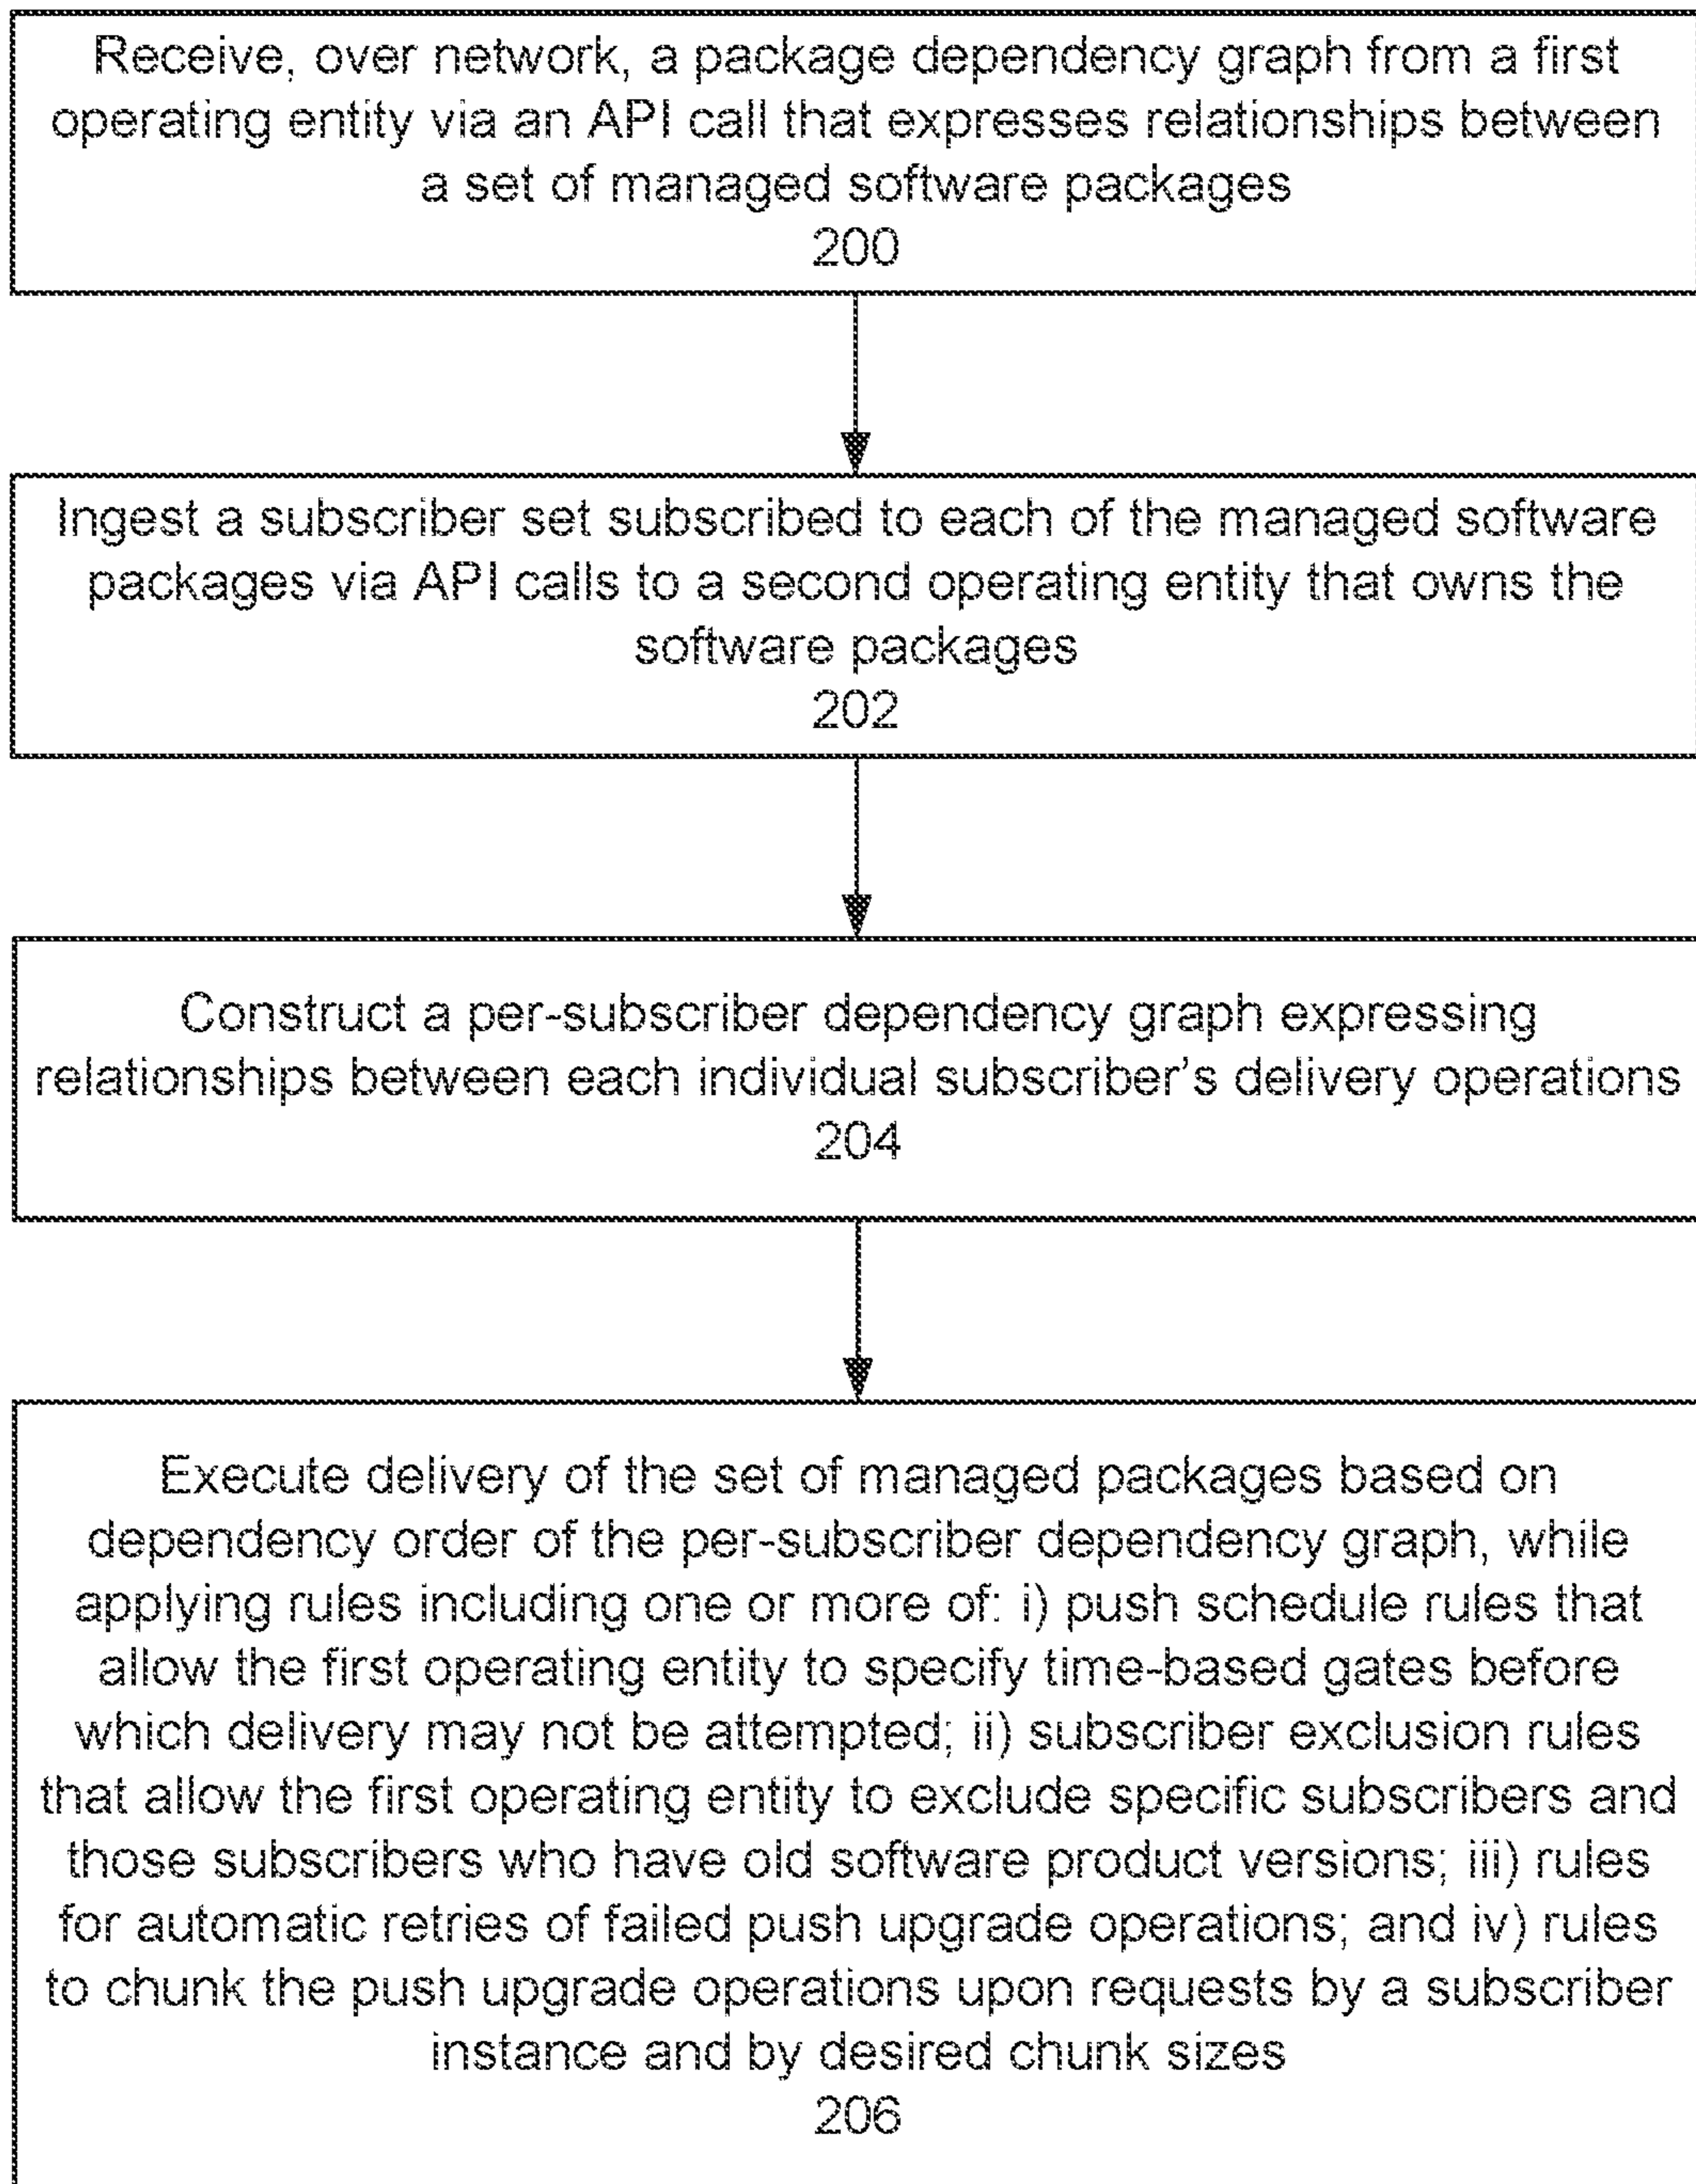 Receive, over network, a package dependency graph from a first
operating entity via an API call that expresses relationships between
a set of managed software packages
200
Ingest a subscriber set subscribed to each of the managed software
packages via API calls to a second operating entity that owns the
software packages
202
Construct a per-subscriber dependency graph expressing
relationships between each individual subscriber's delivery operations
204
Execute delivery of the set of managed packages based on
dependency order of the per-subscriber dependency graph, while
applying rules including one or more of: i) push schedule rules that
allow the first operating entity to specify time-based gates before
which delivery may not be attempted; ii) subscriber exclusion rules
that allow the first operating entity to exclude specific subscribers and
those subscribers who have old software product versions; iii) rules
for automatic retries of failed push upgrade operations; and iv) rules
to chunk the push upgrade operations upon requests by a subscriber
instance and by desired chunk sizes
206